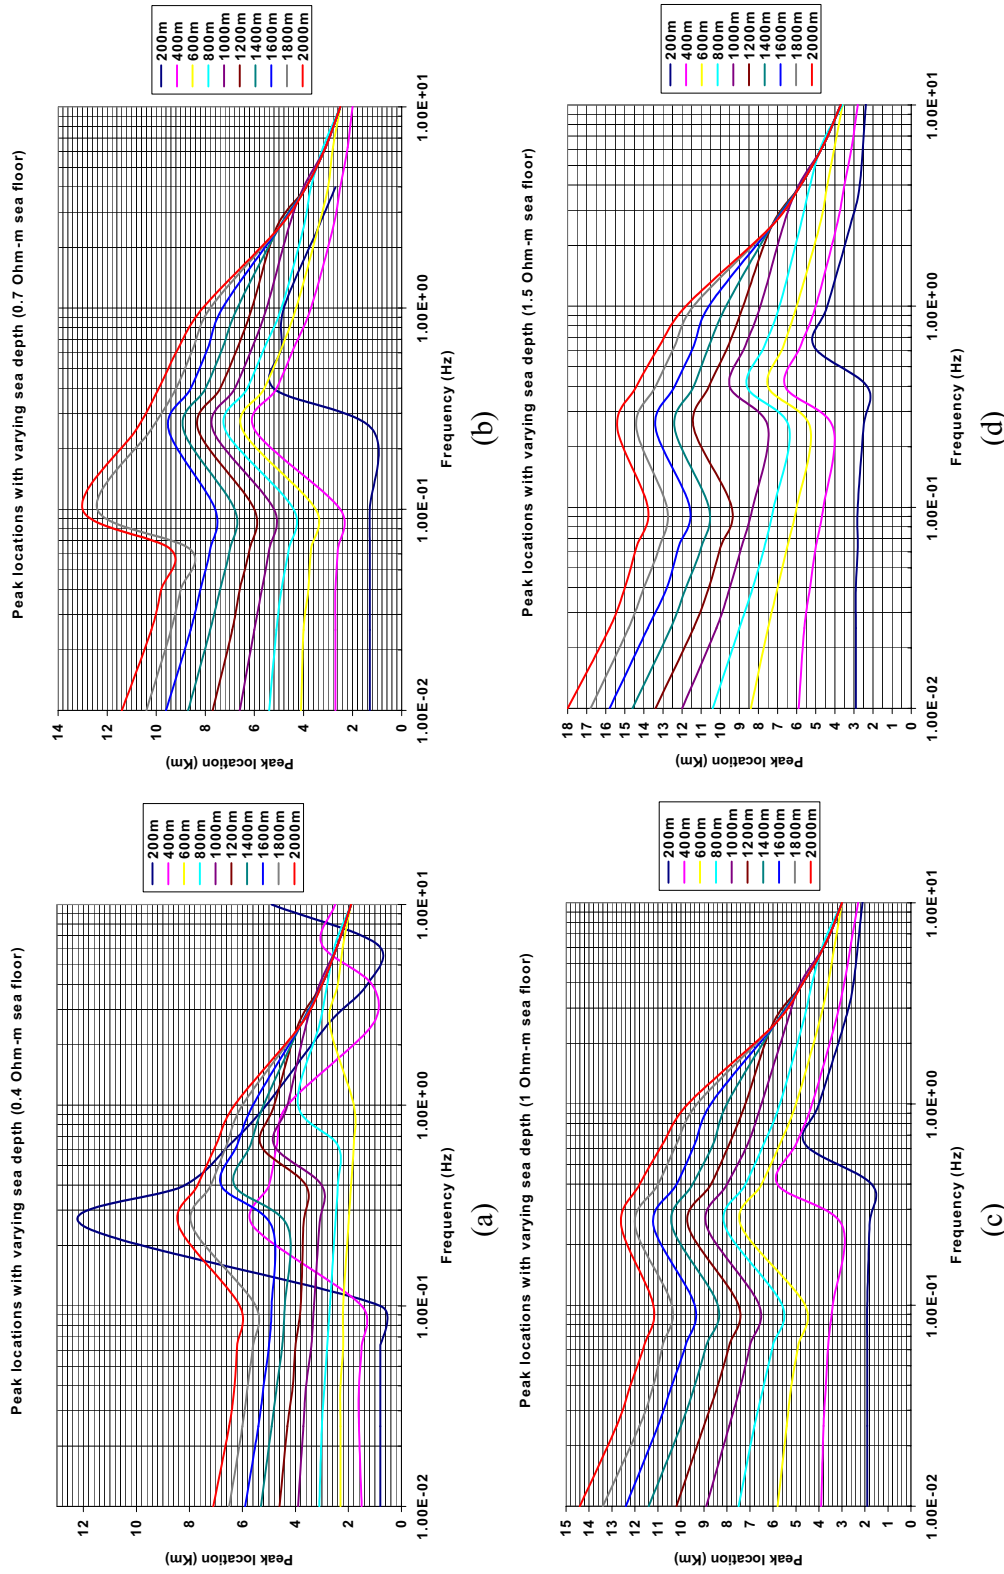 Peak locations with varying sea depth (0.4 Ohm-m sea floor)
Peak location (Km)
12
10
8
6
4
2
0
1.00E-02
1.00E-01
1.00E+00
1.00E+01
Frequency (Hz)
200m
400m
600m
800m
1000m
1200m
1400m
1600m
1800m
2000m
(a)
Peak locations with varying sea depth (0.7 Ohm-m sea floor)
Peak location (Km)
14
12
10
8
6
4
2
0
1.00E-02
1.00E-01
1.00E+00
1.00E+01
Frequency (Hz)
200m
400m
600m
800m
1000m
1200m
1400m
1600m
1800m
2000m
(b)
Peak locations with varying sea depth (1 Ohm-m sea floor)
Peak location (Km)
15
14
13
12
11
10
9
8
7
6
5
4
3
2
1
0
1.00E-02
1.00E-01
1.00E+00
1.00E+01
Frequency (Hz)
200m
400m
600m
800m
1000m
1200m
1400m
1600m
1800m
2000m
(c)
Peak locations with varying sea depth (1.5 Ohm-m sea floor)
Peak location (Km)
18
17
16
15
14
13
12
11
10
9
8
7
6
5
4
3
2
1
0
1.00E-02
1.00E-01
1.00E+00
1.00E+01
Frequency (Hz)
200m
400m
600m
800m
1000m
1200m
1400m
1600m
1800m
2000m
(d)